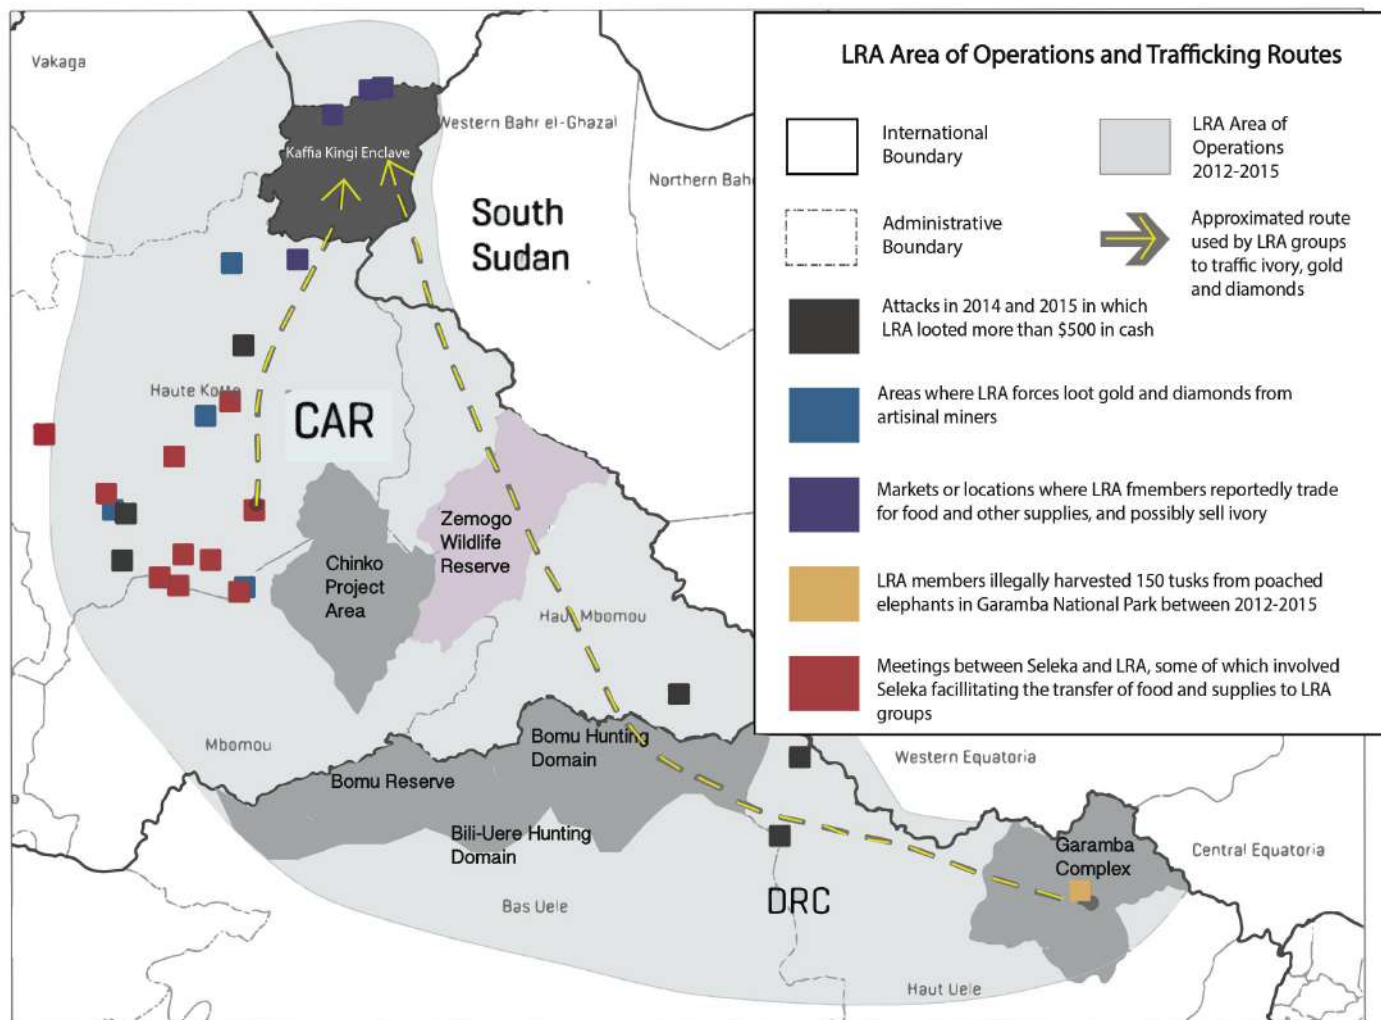 LRA Area of Operations and Trafficking Routes
International
Boundary
LRA Area of
Operations
2012-2015
Administrative
Boundary
Approximated route
used by LRA groups
to traffic ivory, gold
and diamonds
Attacks in 2014 and 2015 in which
LRA looted more than $500 in cash
Areas where LRA forces loot gold and diamonds from
artisinal miners
Markets or locations where LRA fmembers reportedly trade
for food and other supplies, and possibly sell ivory
LRA members illegally harvested 150 tusks from poached
elephants in Garamba National Park between 2012-2015
Meetings between Seleka and LRA, some of which involved
Seleka facillitating the transfer of food and supplies to LRA
groups
Vakaga
Western Bahr el-Ghazal
Kaffia Kingi Enclave
Northern Bah
South
Sudan
Haute Kotto
CAR
Zemogo
Wildlife
Reserve
Chinko
Project
Area
Haut Mbomou
Mbomou
Bomu Hunting
Domain
Bomu Reserve
Western Equatoria
Bili-Uere Hunting
Domain
Garamba
Complex
Central Equatoria
Bas Uele
DRC
Haut Uele